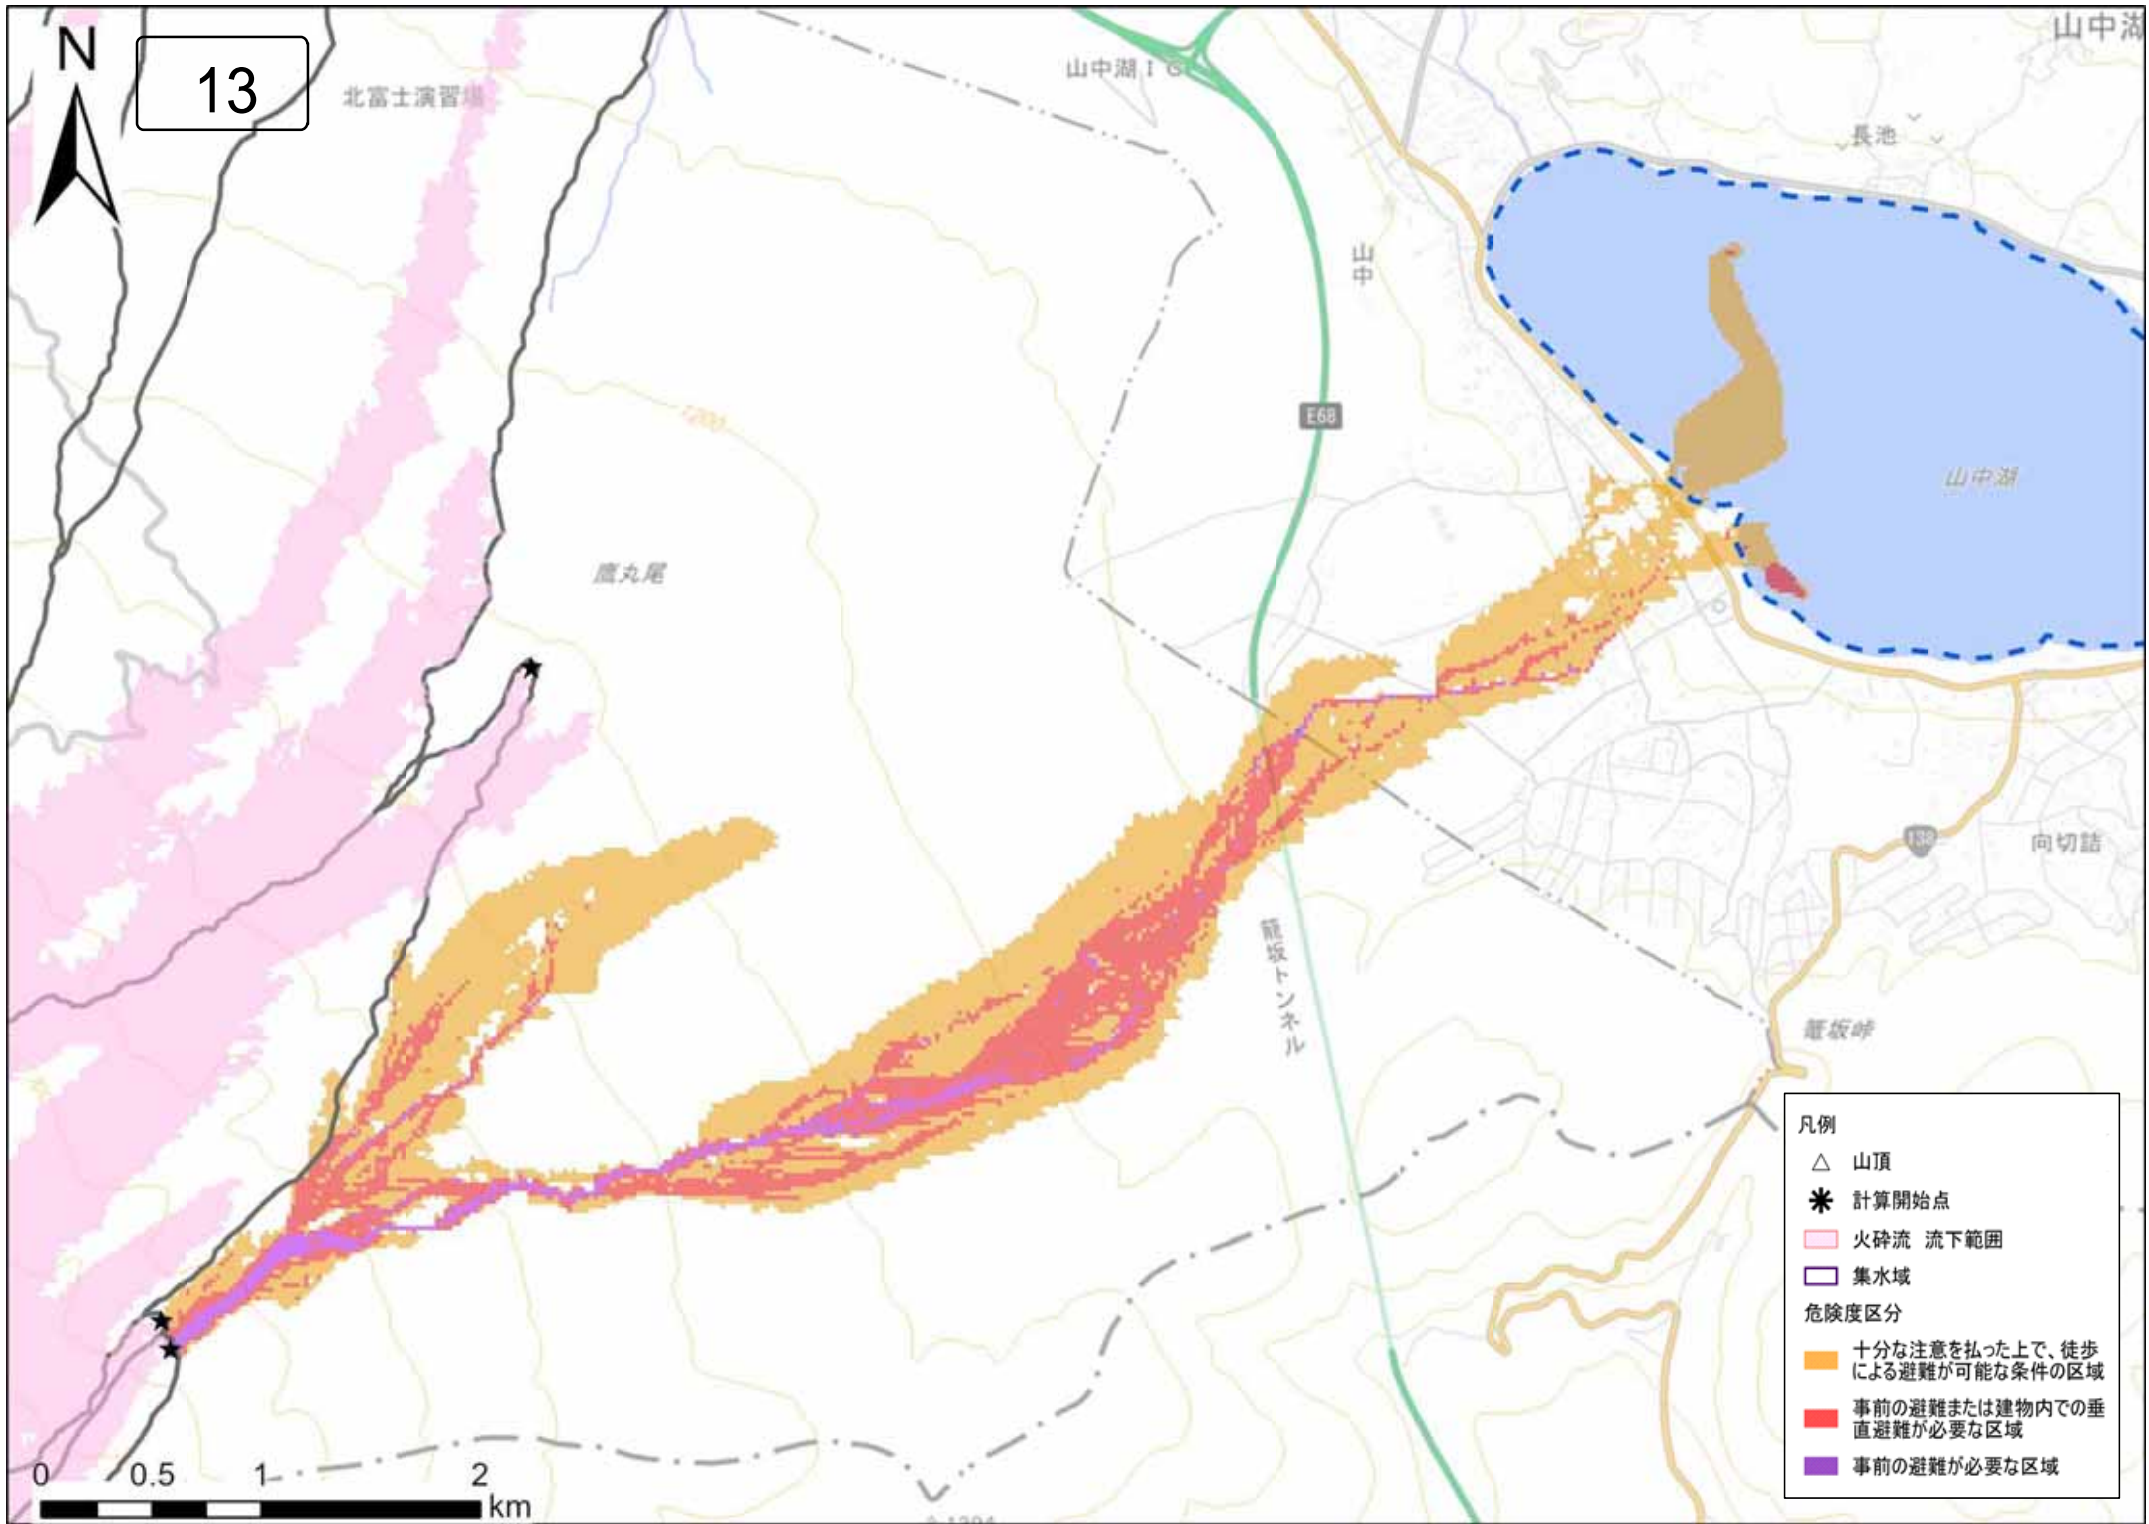 N
13
北富士演習場
山中湖IC
山中湖
長池
山中
E68
山中湖
鷹丸尾
1200
138
向切詰
籠坂トンネル
籠坂峠
凡例
山頂
計算開始点
火砕流 流下範囲
集水域
危険度区分
十分な注意を払った上で、徒歩
による避難が可能な条件の区域
事前の避難または建物内での垂
直避難が必要な区域
事前の避難が必要な区域
0 0.5 1 2
km